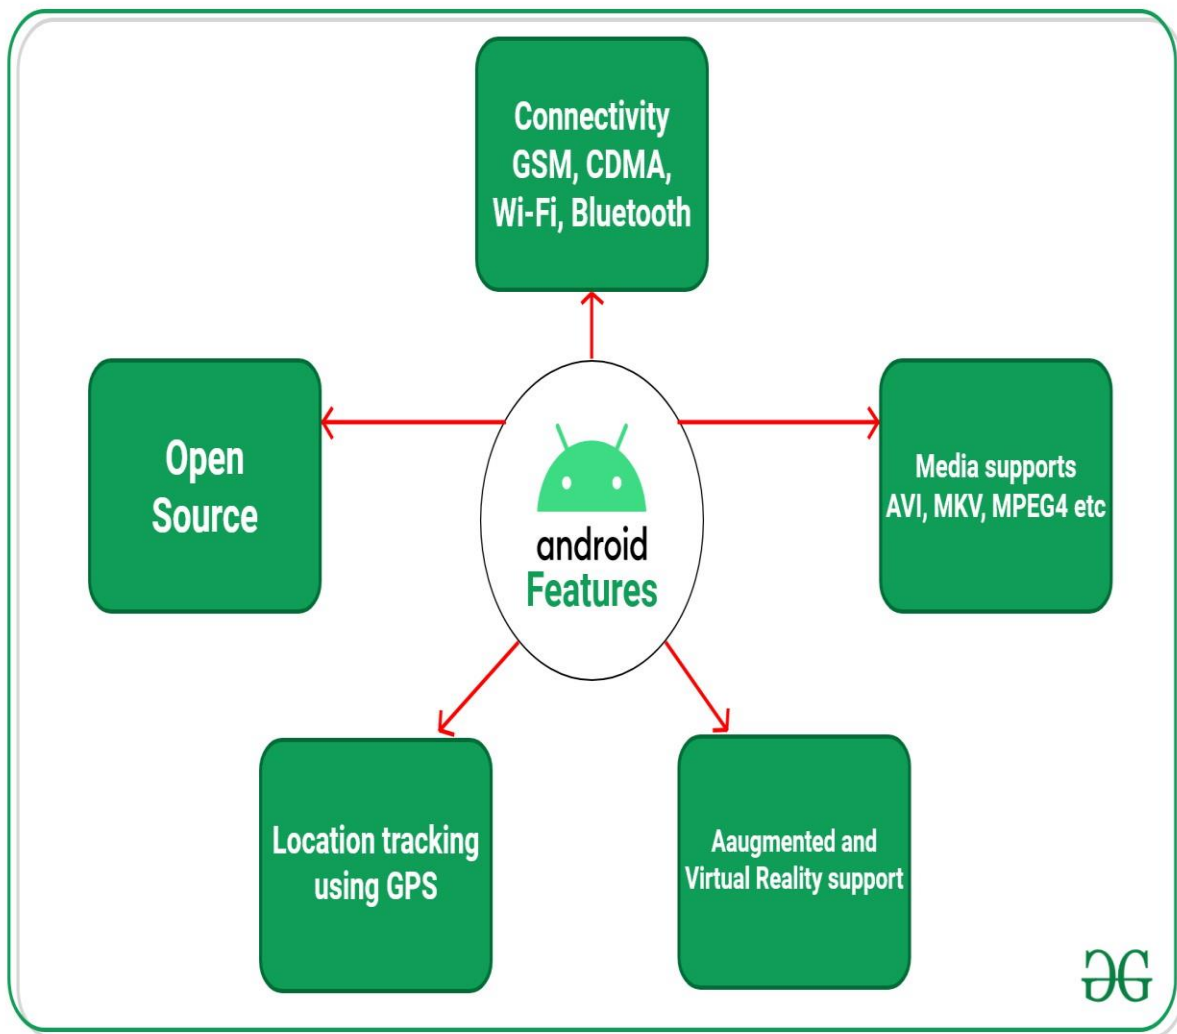 Connectivity
GSM, CDMA,
Wi-Fi, Bluetooth
Open
Source
android
Features
Media supports
AVI, MKV, MPEG4 etc
Location tracking
using GPS
Aaugmented and
Virtual Reality support